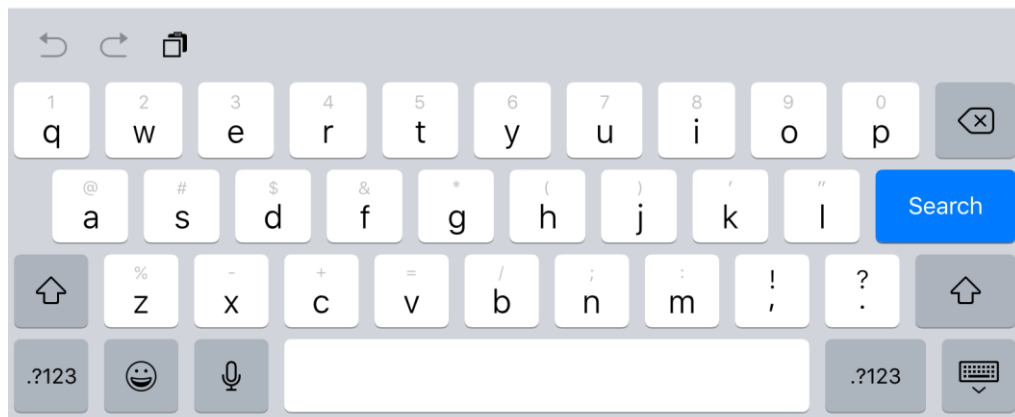 1 2 3 4 5 6 7 8 9 0
q w e r t y u i o p
@ # $ & * ( ) ' "
a s d f g h j k l Search
% - + = / ; : ! ?
z x c v b n m , .
.?123 .?123